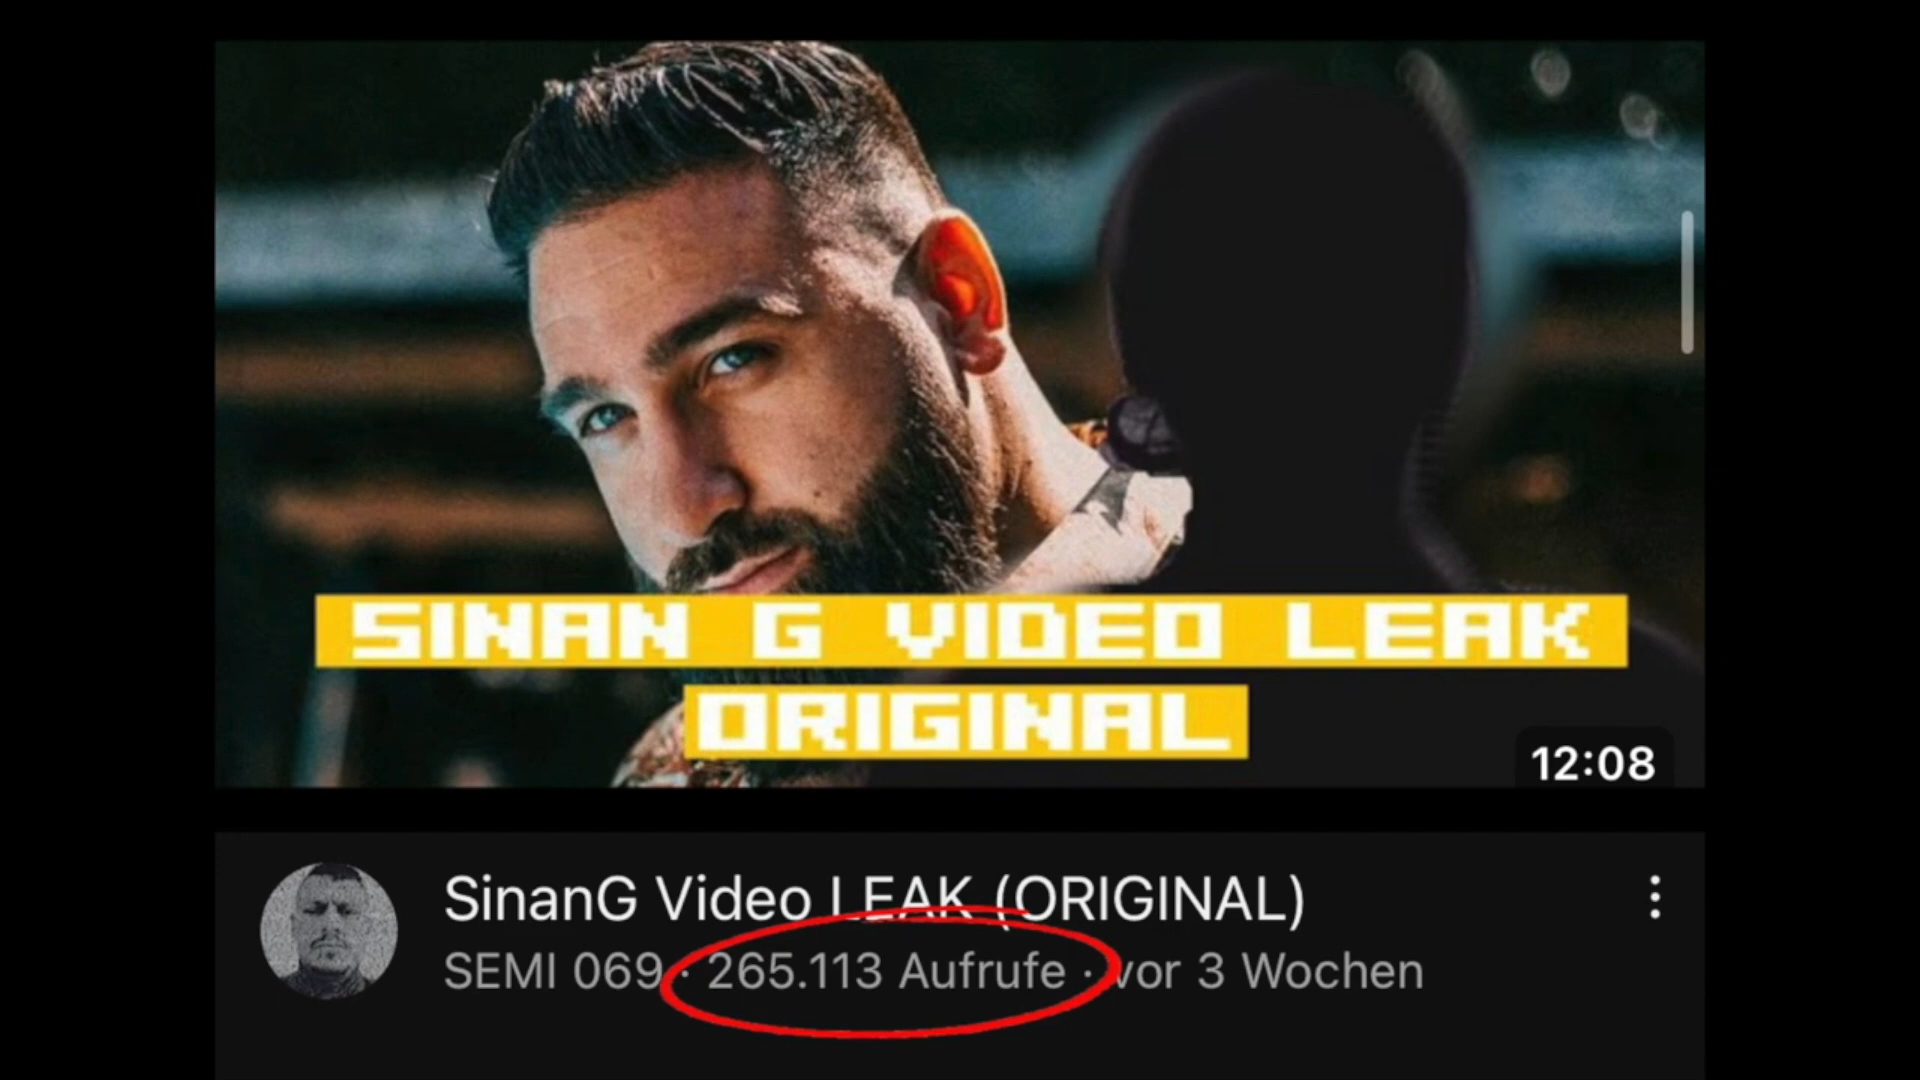 SINAN G VIDEO LEAK
ORIGINAL
12:08
SinanG Video LEAK (ORIGINAL)
SEMI 069 · 265.113 Aufrufe · vor 3 Wochen